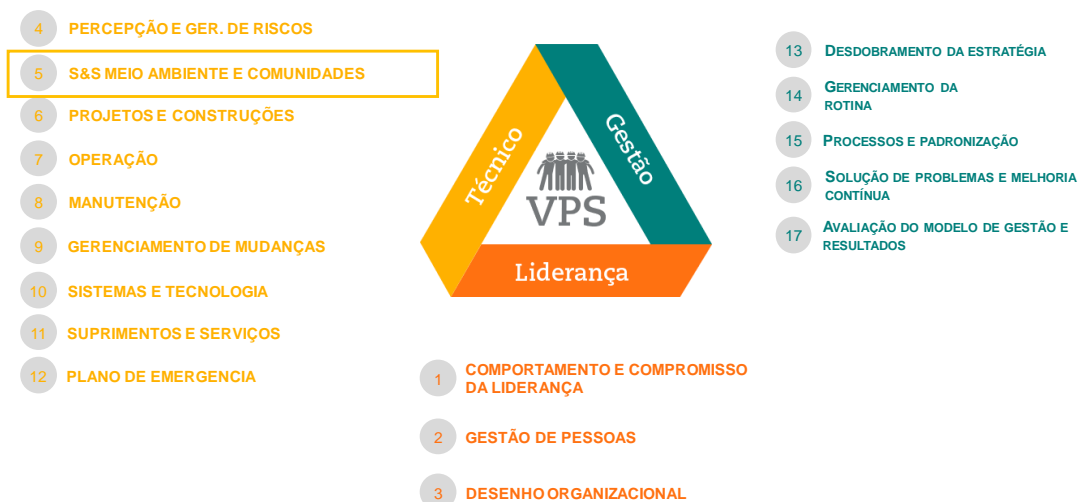 4 PERCEPÇÃO E GER. DE RISCOS
5 S&S MEIO AMBIENTE E COMUNIDADES
6 PROJETOS E CONSTRUÇÕES
7 OPERAÇÃO
8 MANUTENÇÃO
9 GERENCIAMENTO DE MUDANÇAS
10 SISTEMAS E TECNOLOGIA
11 SUPRIMENTOS E SERVIÇOS
12 PLANO DE EMERGENCIA
Técnico
Gestão
VPS
Liderança
13 DESDOBRAMENTO DA ESTRATÉGIA
14 GERENCIAMENTO DA
ROTINA
15 PROCESSOS E PADRONIZAÇÃO
16 SOLUÇÃO DE PROBLEMAS E MELHORIA
CONTÍNUA
17 AVALIAÇÃO DO MODELO DE GESTÃO E
RESULTADOS
1 COMPORTAMENTO E COMPROMISSO
DA LIDERANÇA
2 GESTÃO DE PESSOAS
3 DESENHO ORGANIZACIONAL